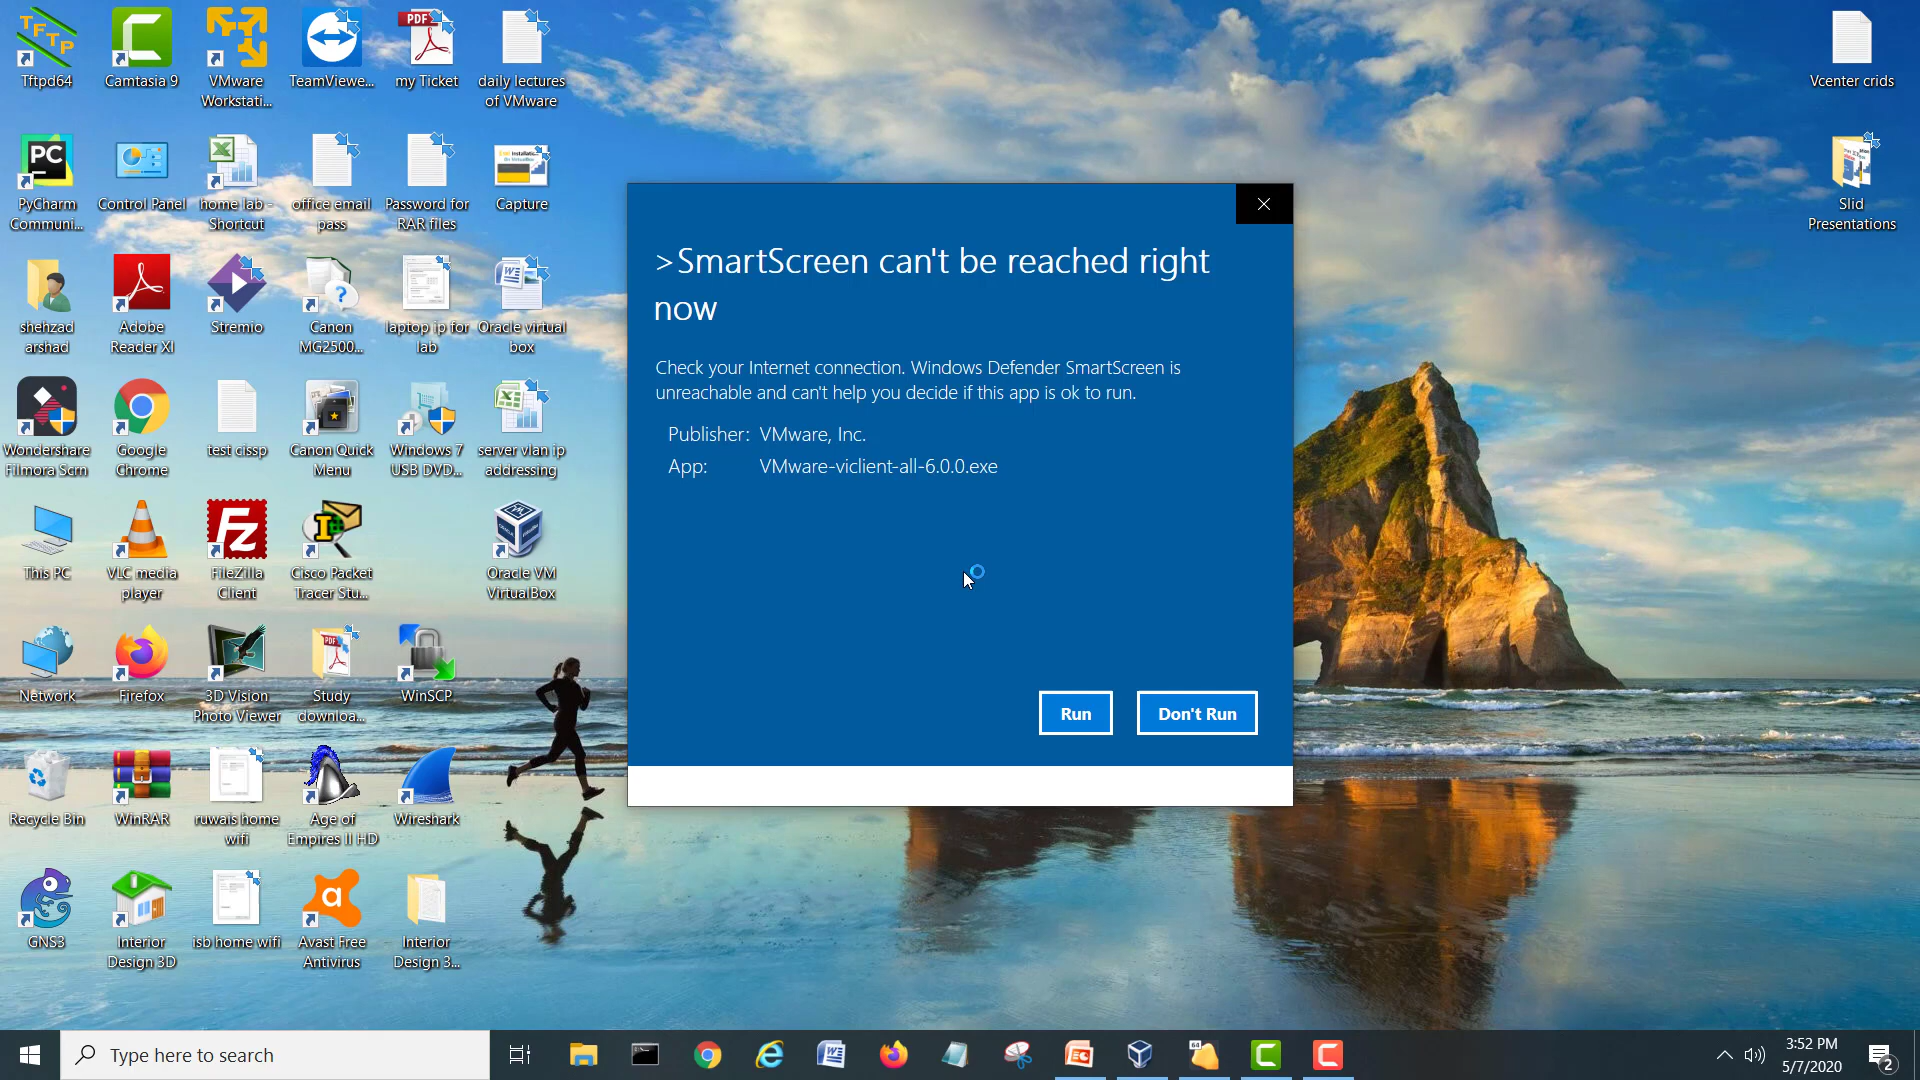 Tftpd64
Camtasia 9
VMware
Workstati...
TeamViewe...
my Ticket
daily lectures
of VMware
PyCharm
Communi...
Control Panel
home lab -
Shortcut
office email
pass
Password for
RAR files
Capture
shehzad
arshad
Adobe
Reader XI
Stremio
Canon
MG2500...
laptop ip for
lab
Oracle virtual
box
Wondershare
Filmora Scrn
Google
Chrome
test cissp
Canon Quick
Menu
Windows 7
USB DVD...
server vlan ip
addressing
This PC
VLC media
player
FileZilla
Client
Cisco Packet
Tracer Stu...
Oracle VM
VirtualBox
Network
Firefox
3D Vision
Photo Viewer
Study
downloa...
WinSCP
Recycle Bin
WinRAR
ruwais home
wifi
Age of
Empires II HD
Wireshark
GNS3
Interior
Design 3D
isb home wifi
Avast Free
Antivirus
Interior
Design 3...
Vcenter crids
Slid
Presentations
>SmartScreen can't be reached right
now
Check your Internet connection. Windows Defender SmartScreen is
unreachable and can't help you decide if this app is ok to run.
Publisher: VMware, Inc.
App: VMware-viclient-all-6.0.0.exe
Run
Don't Run
Type here to search
3:52 PM
5/7/2020
2